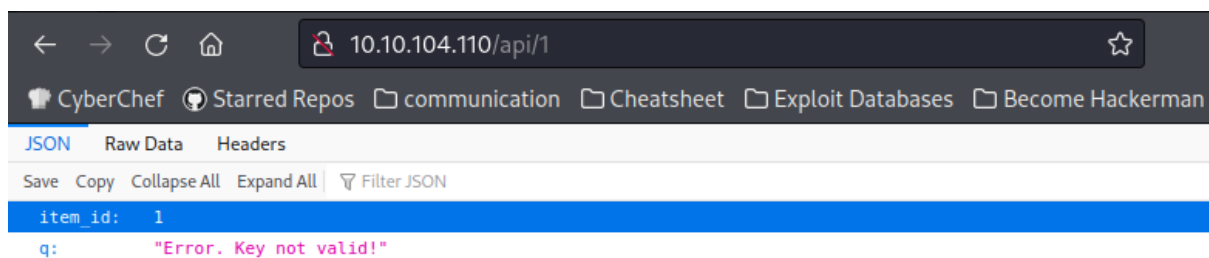 10.10.104.110/api/1
CyberChef Starred Repos communication Cheatsheet Exploit Databases Become Hackerman
JSON Raw Data Headers
Save Copy Collapse All Expand All Filter JSON
item_id: 1
q: "Error. Key not valid!"